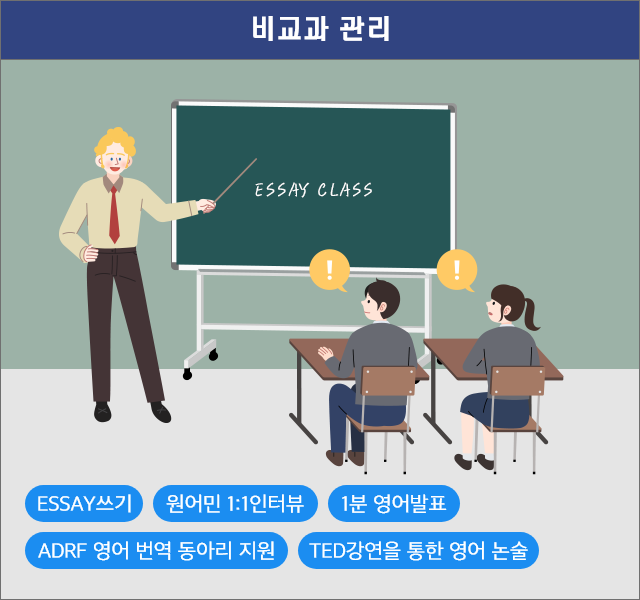 비교과 관리
ESSAY CLASS
!
!
ESSAY쓰기
원어민 1:1인터뷰
1분 영어발표
ADRF 영어 번역 동아리 지원
TED강연을 통한 영어 논술